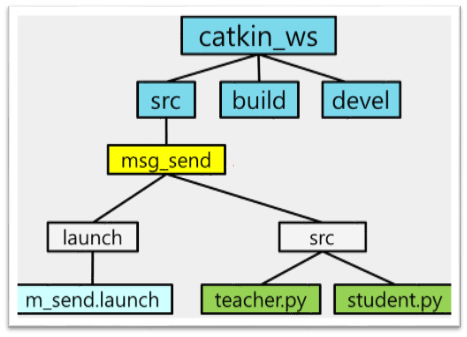 catkin_ws
src
build
devel
msg_send
launch
src
m_send.launch
teacher.py
student.py